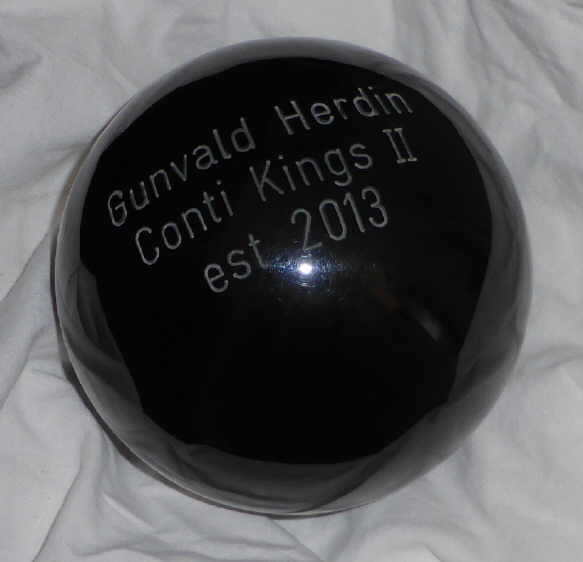 Gunvald Herdin
Conti Kings II
est 2013